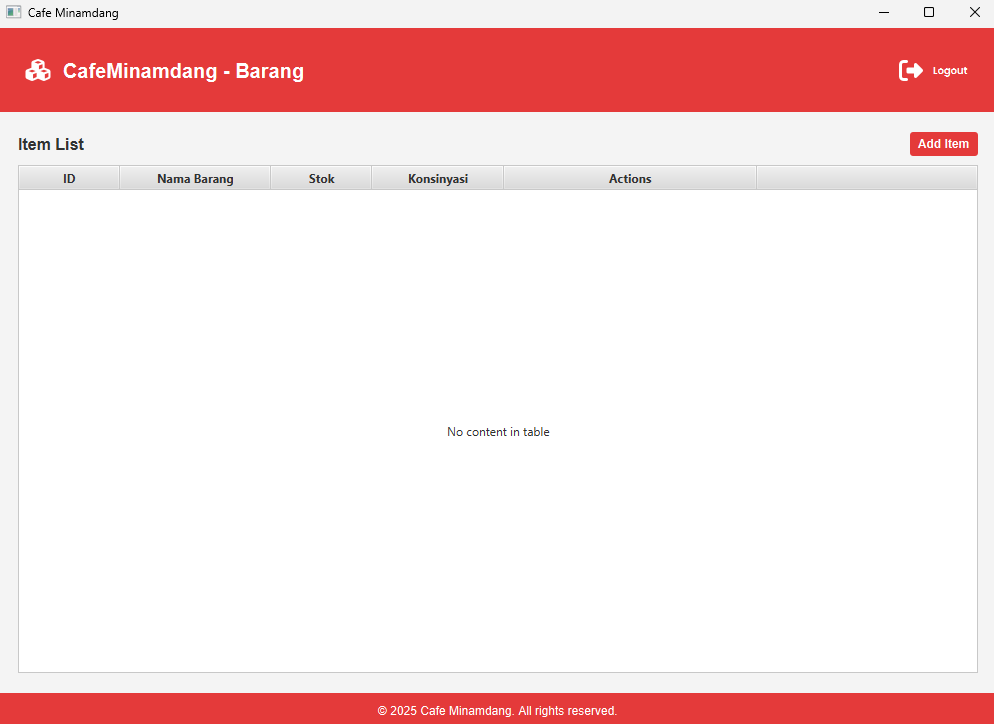 Cafe Minamdang
CafeMinamdang - Barang
Logout
Item List
Add Item
ID Nama Barang Stok Konsinyasi Actions
No content in table
© 2025 Cafe Minamdang. All rights reserved.